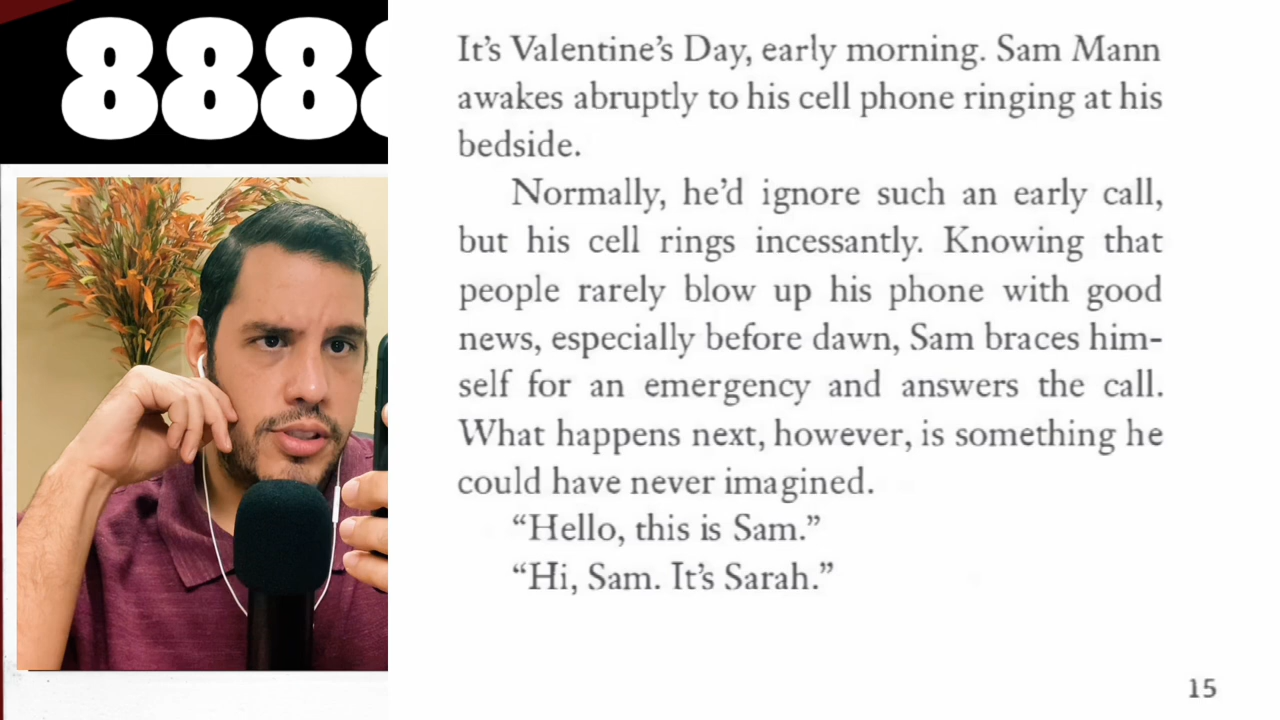 8888
It’s Valentine’s Day, early morning. Sam Mann
awakes abruptly to his cell phone ringing at his
bedside.
Normally, he’d ignore such an early call,
but his cell rings incessantly. Knowing that
people rarely blow up his phone with good
news, especially before dawn, Sam braces him-
self for an emergency and answers the call.
What happens next, however, is something he
could have never imagined.
“Hello, this is Sam.”
“Hi, Sam. It’s Sarah.”
15